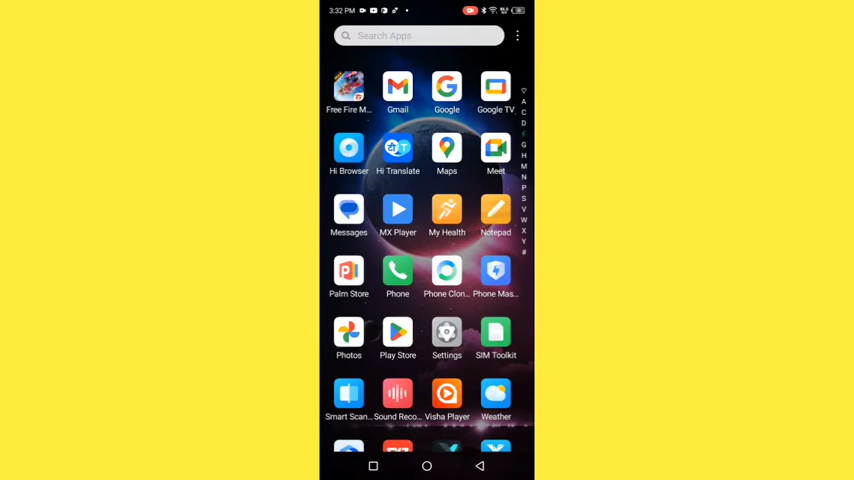 3:32 PM
Search Apps
Free Fire M... Gmail Google Google TV
Hi Browser Hi Translate Maps Meet
Messages MX Player My Health Notepad
Palm Store Phone Phone Clon... Phone Mas...
Photos Play Store Settings SIM Toolkit
Smart Scan... Sound Reco... Visha Player Weather
A
C
D
F
G
H
M
N
P
S
V
W
X
Y
#